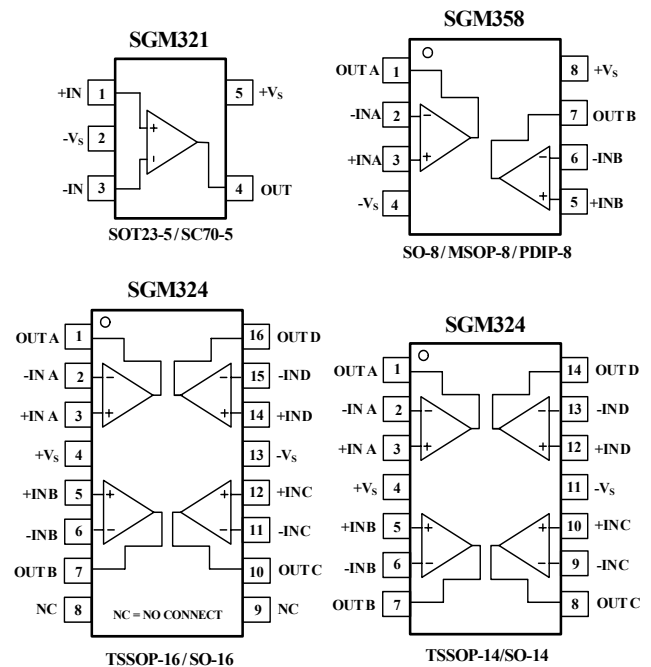 SGM321
+IN 1 5 +VS
-VS 2
-IN 3 4 OUT
+
-
SOT23-5 / SC70-5
SGM358
OUT A 1 8 +VS
-INA 2 7 OUT B
+INA 3 6 -INB
-VS 4 5 +INB
−
+
−
+
SO-8 / MSOP-8 / PDIP-8
SGM324
OUT A 1 16 OUT D
-IN A 2 − − 15 -IND
+IN A 3 + + 14 +IND
+VS 4 13 -VS
+INB 5 + + 12 +INC
-INB 6 − − 11 -INC
OUT B 7 10 OUT C
NC 8 NC = NO CONNECT 9 NC
TSSOP-16 / SO-16
SGM324
OUT A 1 14 OUT D
-IN A 2 − − 13 -IND
+IN A 3 + + 12 +IND
+VS 4 11 -VS
+INB 5 + + 10 +INC
-INB 6 − − 9 -INC
OUT B 7 8 OUT C
TSSOP-14/SO-14